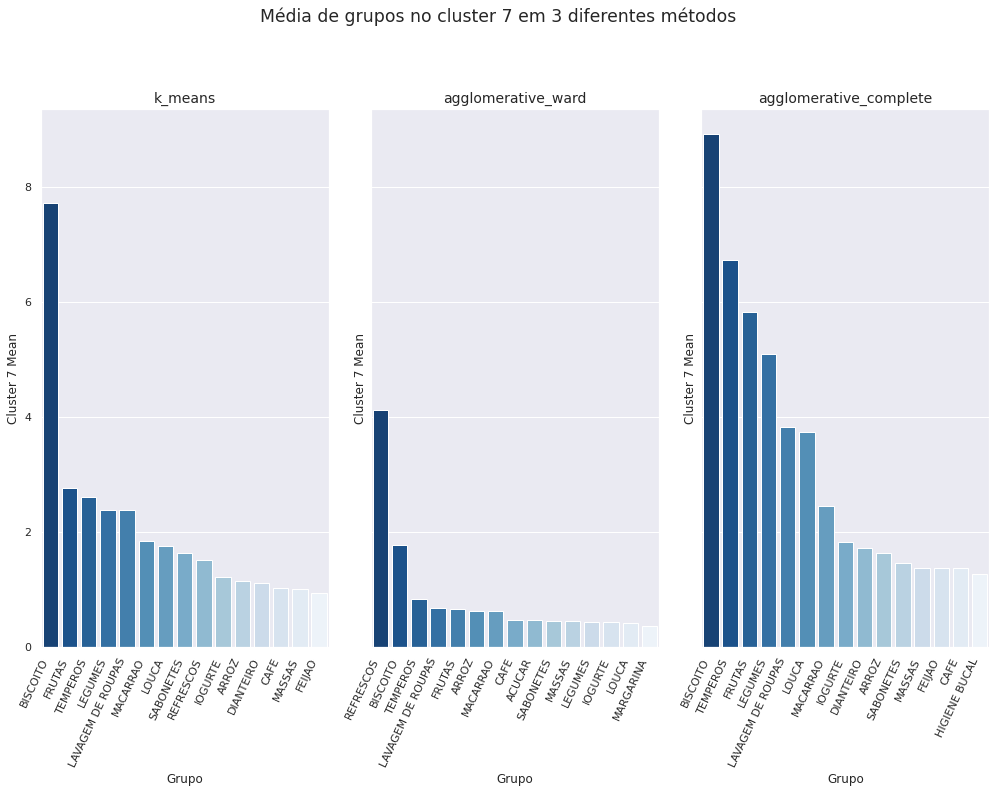 Média de grupos no cluster 7 em 3 diferentes métodos
k_means
agglomerative_ward
agglomerative_complete
Cluster 7 Mean
8
6
4
2
0
BISCOITO
FRUTAS
TEMPEROS
LEGUMES
LAVAGEM DE ROUPAS
MACARRAO
LOUCA
SABONETES
REFRESCOS
IOGURTE
ARROZ
DIANTEIRO
CAFE
MASSAS
FEIJAO
Grupo
Cluster 7 Mean
REFRESCOS
BISCOITO
TEMPEROS
LAVAGEM DE ROUPAS
FRUTAS
ARROZ
MACARRAO
CAFE
ACUCAR
SABONETES
MASSAS
LEGUMES
IOGURTE
LOUCA
MARGARINA
Grupo
Cluster 7 Mean
BISCOITO
TEMPEROS
FRUTAS
LEGUMES
LAVAGEM DE ROUPAS
LOUCA
MACARRAO
IOGURTE
DIANTEIRO
ARROZ
SABONETES
MASSAS
FEIJAO
CAFE
HIGIENE BUCAL
Grupo